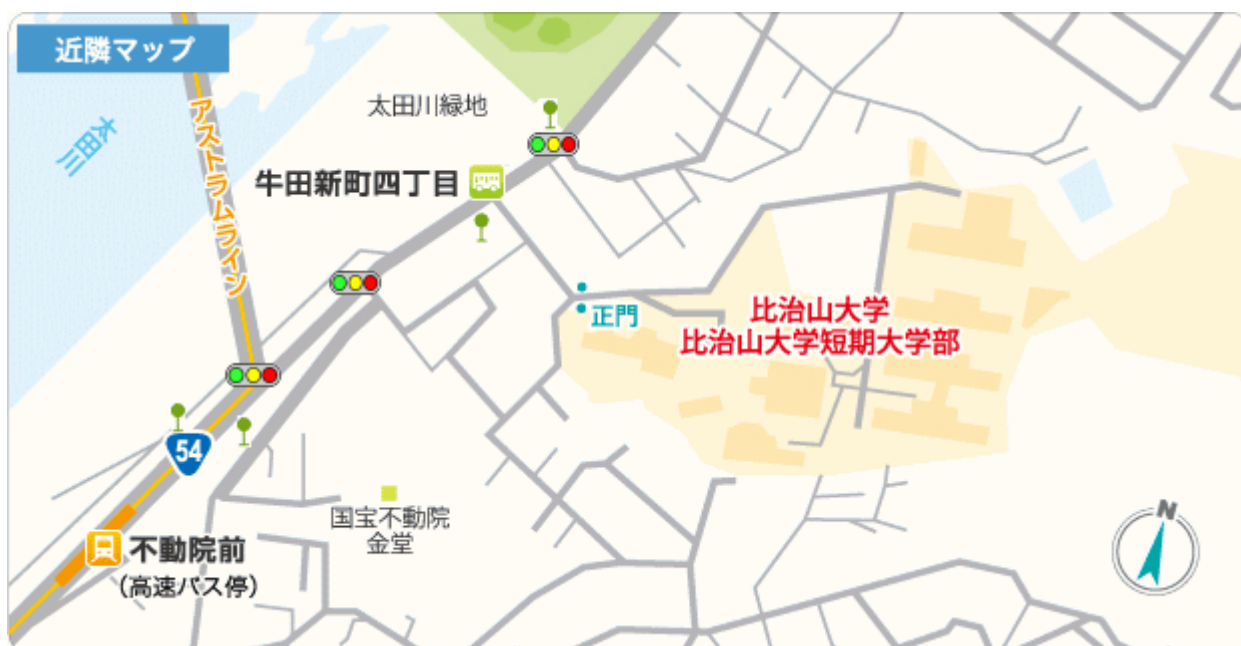 近隣マップ
太田川
アストラムライン
太田川緑地
牛田新町四丁目
正門
比治山大学
比治山大学短期大学部
54
国宝不動院
金堂
不動院前
（高速バス停）
N